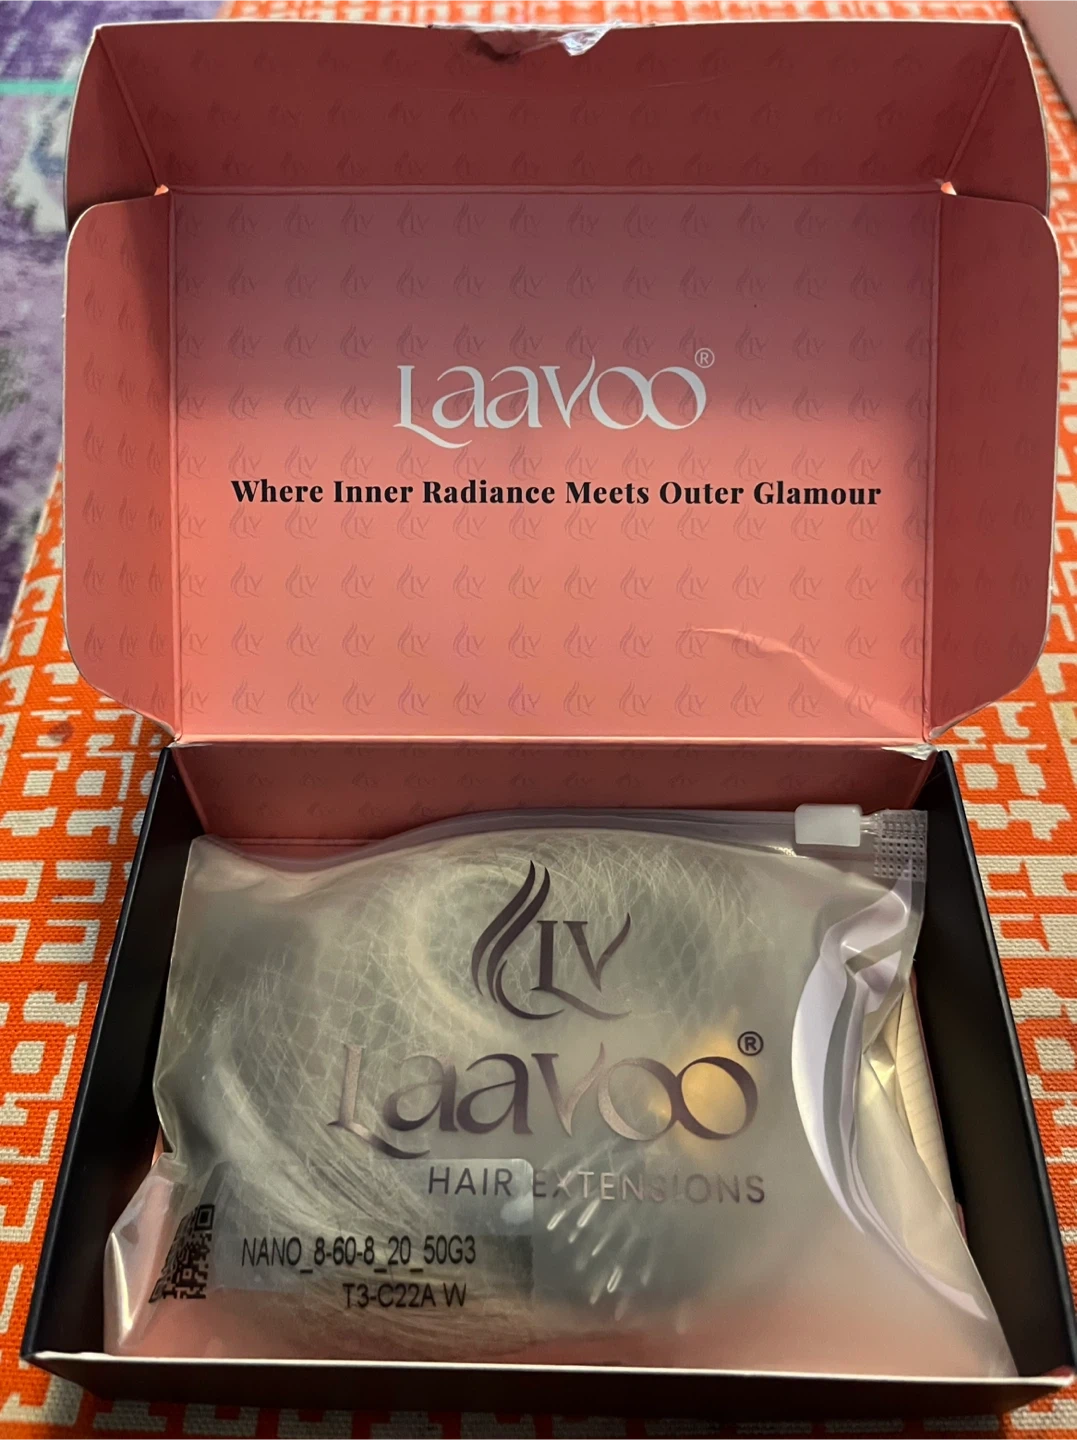 Laavoo®
Where Inner Radiance Meets Outer Glamour
LV
Laavoo®
HAIR EXTENSIONS
NANO_8-60-8_20_50G3
T3-C22A W